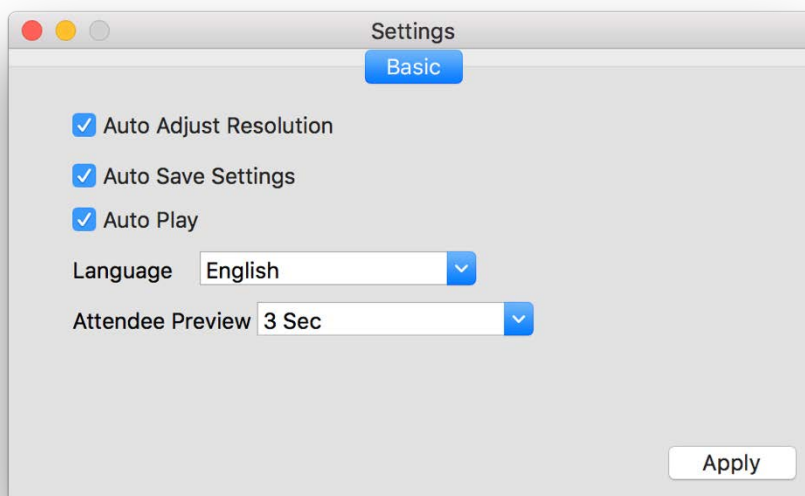 Settings
Basic
Auto Adjust Resolution
Auto Save Settings
Auto Play
Language English
Attendee Preview 3 Sec
Apply